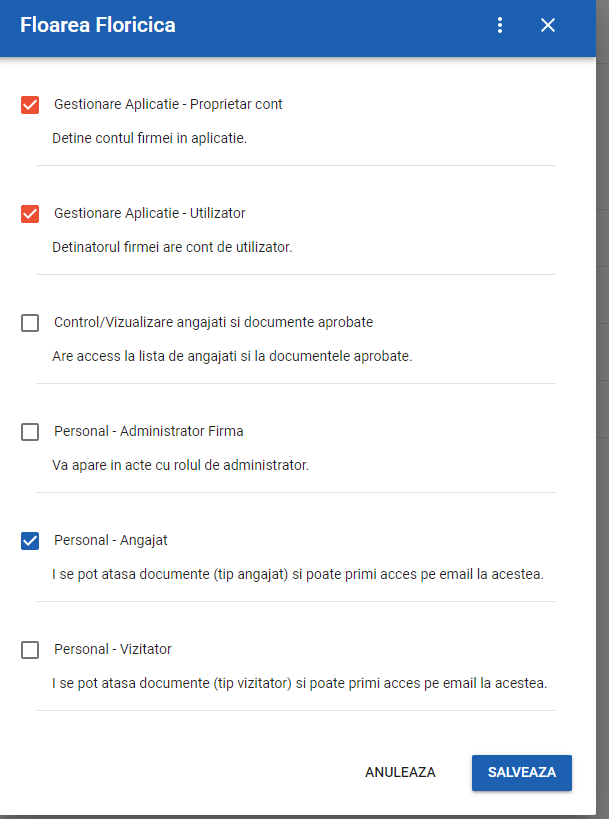 Floarea Floricica
Gestionare Aplicatie - Proprietar cont
Detine contul firmei in aplicatie.
Gestionare Aplicatie - Utilizator
Detinatorul firmei are cont de utilizator.
Control/Vizualizare angajati si documente aprobate
Are access la lista de angajati si la documentele aprobate.
Personal - Administrator Firma
Va apare in acte cu rolul de administrator.
Personal - Angajat
I se pot atasa documente (tip angajat) si poate primi acces pe email la acestea.
Personal - Vizitator
I se pot atasa documente (tip vizitator) si poate primi acces pe email la acestea.
ANULEAZA SALVEAZA